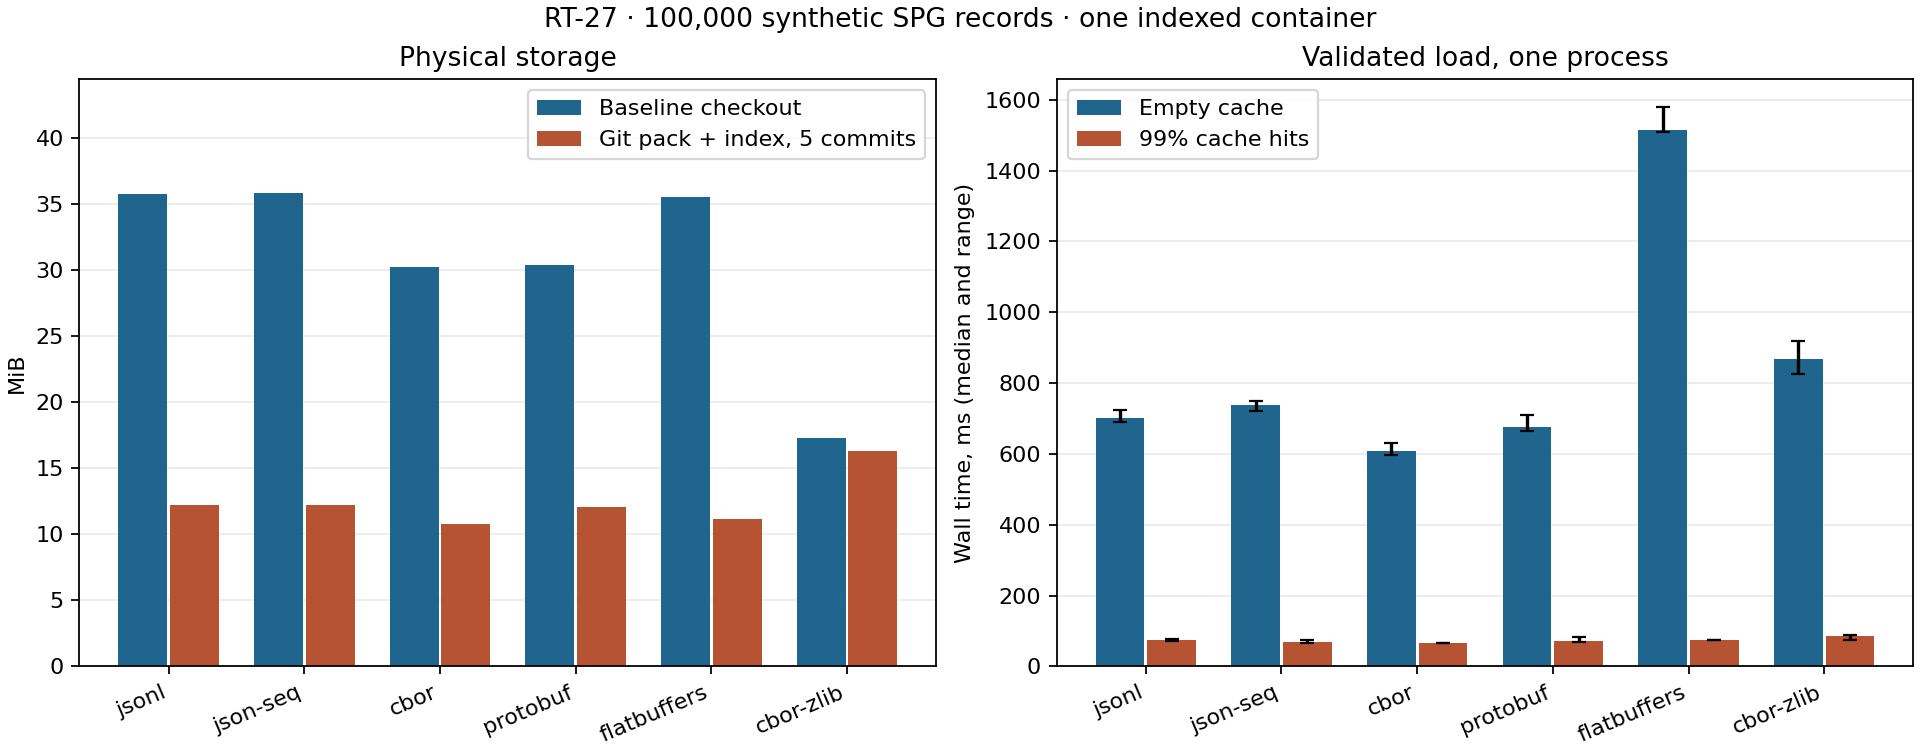 RT-27 · 100,000 synthetic SPG records · one indexed container
Physical storage
Baseline checkout
Git pack + index, 5 commits
MiB
40
35
30
25
20
15
10
5
0
jsonl
json-seq
cbor
protobuf
flatbuffers
cbor-zlib
Validated load, one process
Empty cache
99% cache hits
Wall time, ms (median and range)
1600
1400
1200
1000
800
600
400
200
0
jsonl
json-seq
cbor
protobuf
flatbuffers
cbor-zlib